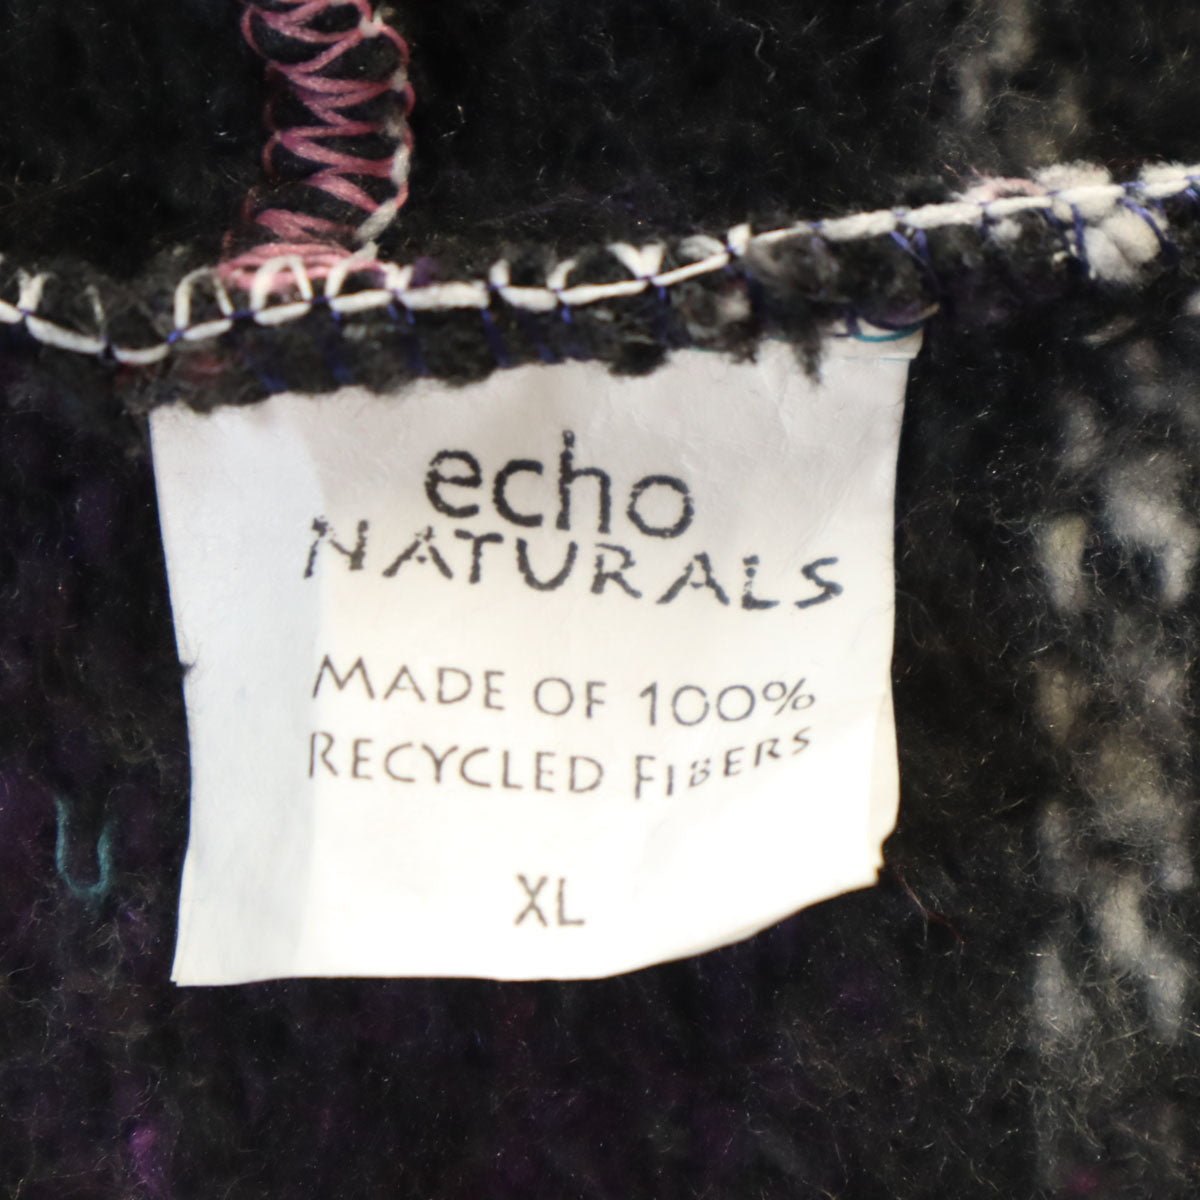 echo
NATURALS
MADE OF 100%
RECYCLED FIBERS
XL